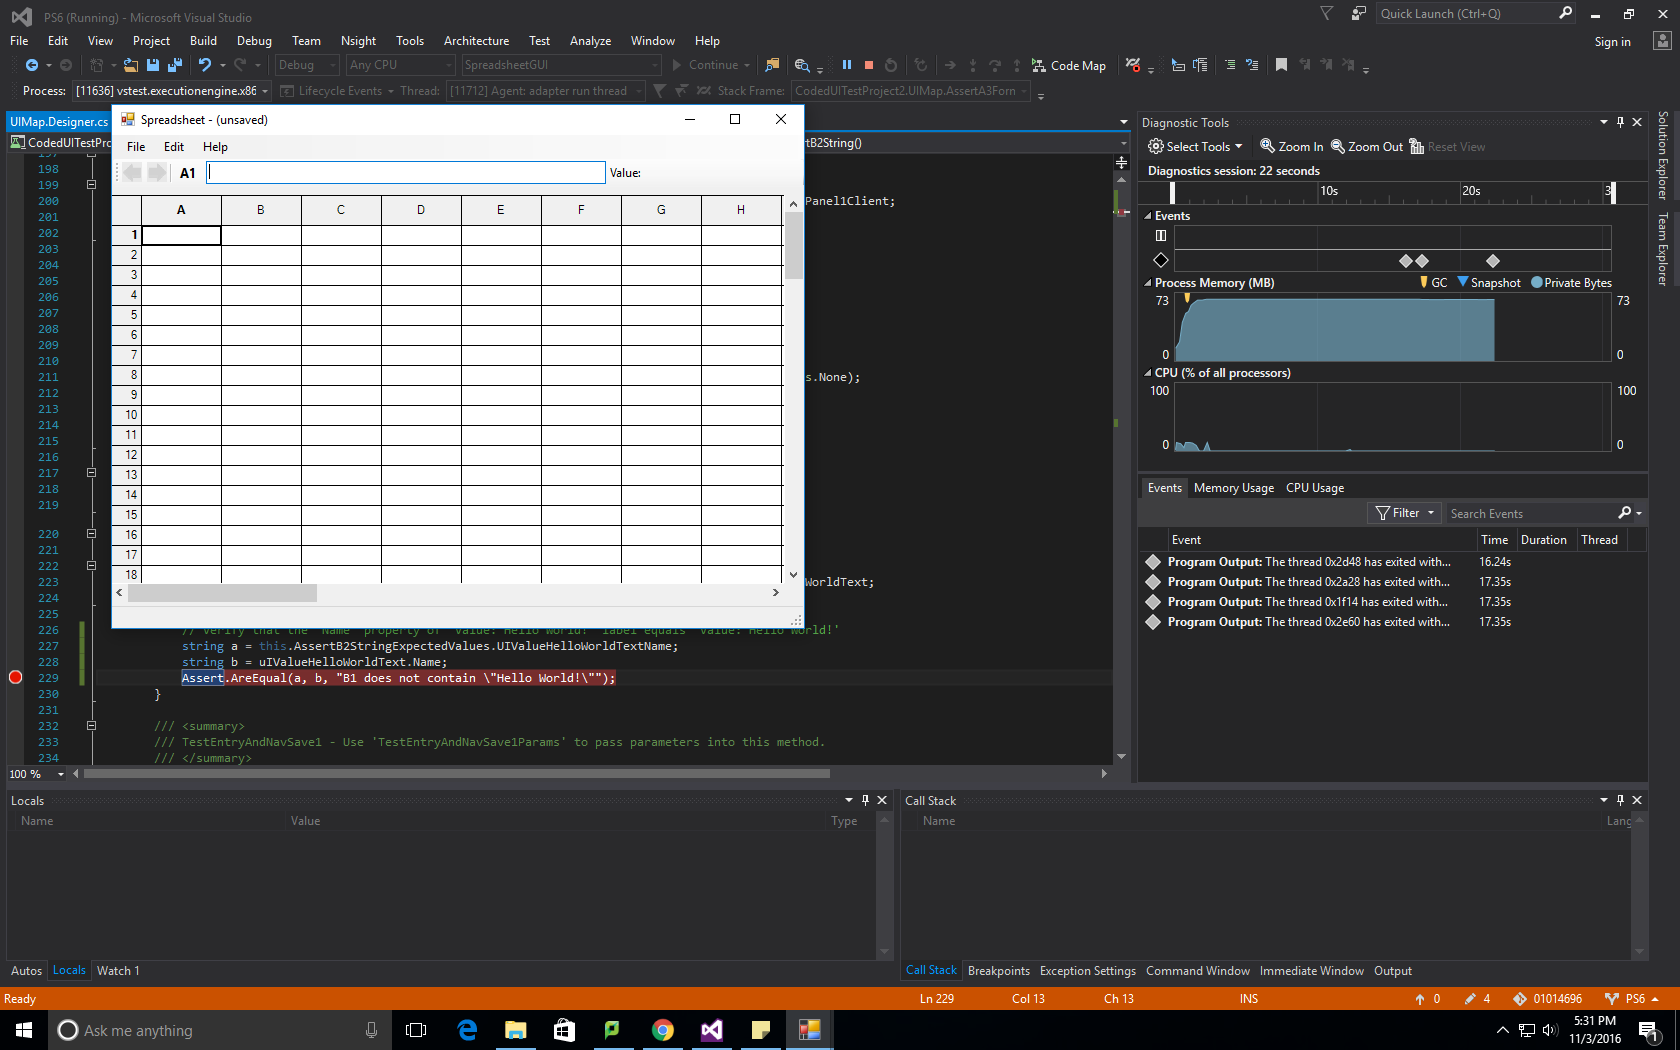 PS6 (Running) - Microsoft Visual Studio
Quick Launch (Ctrl+Q)
File Edit View Project Build Debug Team Nsight Tools Architecture Test Analyze Window Help
Sign in
Debug Any CPU SpreadsheetGUI Continue Code Map
Process: [11636] vstest.executionengine.x86 Lifecycle Events Thread: [11712] Agent: adapter run thread Stack Frame: CodedUITestProject2.UIMap.AssertA3Forn
UIMap.Designer.cs
CodedUITestPro
rtB2String()
Spreadsheet - (unsaved)
File Edit Help
A1
Value:
A B C D E F G H
1
2
3
4
5
6
7
8
9
10
11
12
13
14
15
16
17
18
197
198
199
200 Panel1Client;
201
202
203
204
205
206
207
208
209
210
211 s.None);
212
213
214
215
216
217
218
219
220
221
222
223 WorldText;
224
225
226 // Verify that the 'Name' property of 'Value: Hello World!' label equals 'Value: Hello World!'
227 string a = this.AssertB2StringExpectedValues.UIValueHelloWorldTextName;
228 string b = uIValueHelloWorldText.Name;
229 Assert.AreEqual(a, b, "B1 does not contain \"Hello World!\"");
230 }
231
232 /// <summary>
233 /// TestEntryAndNavSave1 - Use 'TestEntryAndNavSave1Params' to pass parameters into this method.
234 /// </summary>
100 %
Diagnostic Tools
Select Tools Zoom In Zoom Out Reset View
Diagnostics session: 22 seconds
10s 20s 3
Events
Process Memory (MB) GC Snapshot Private Bytes
73 73
0 0
CPU (% of all processors)
100 100
0 0
Events Memory Usage CPU Usage
Filter Search Events
Event Time Duration Thread
Program Output: The thread 0x2d48 has exited with... 16.24s
Program Output: The thread 0x2a28 has exited with... 17.35s
Program Output: The thread 0x1f14 has exited with... 17.35s
Program Output: The thread 0x2e60 has exited with... 17.35s
Solution Explorer
Team Explorer
Locals
Name Value Type
Autos Locals Watch 1
Call Stack
Name Lang
Call Stack Breakpoints Exception Settings Command Window Immediate Window Output
Ready Ln 229 Col 13 Ch 13 INS 0 4 01014696 PS6
Ask me anything
5:31 PM
11/3/2016
1